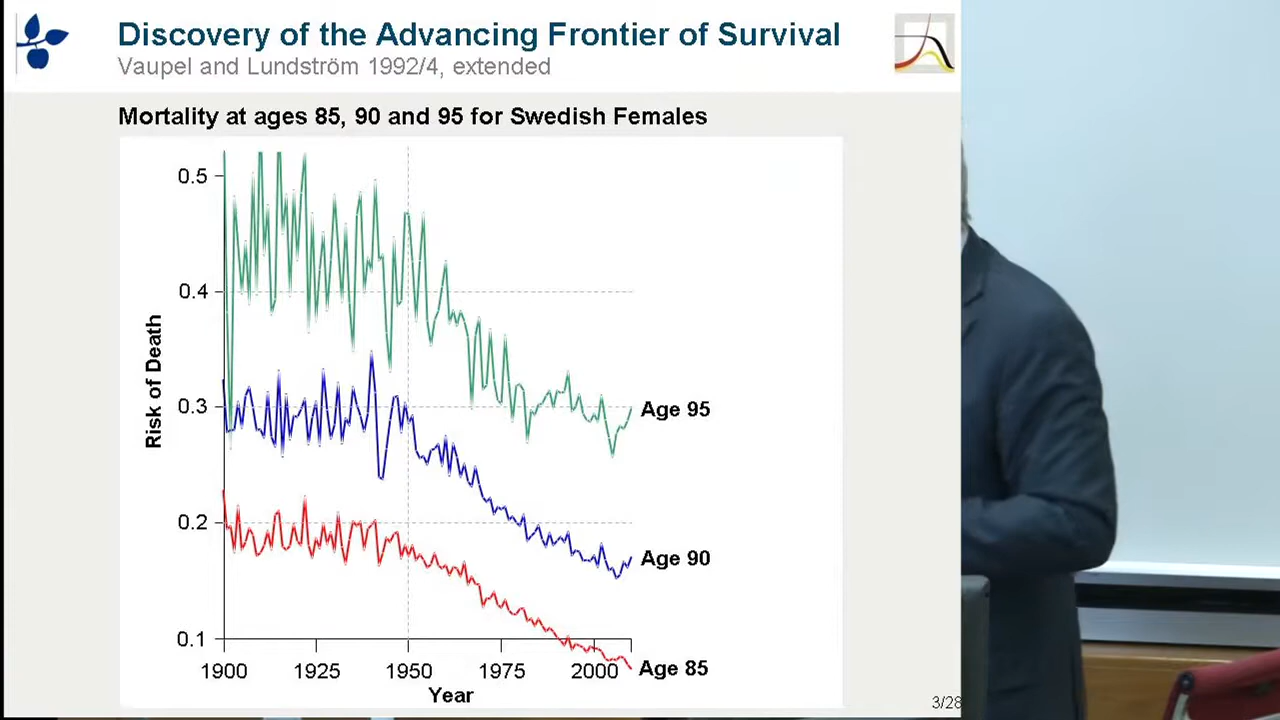 Discovery of the Advancing Frontier of Survival
Vaupel and Lundström 1992/4, extended
Mortality at ages 85, 90 and 95 for Swedish Females
0.5
0.4
0.3
0.2
0.1
Risk of Death
Age 95
Age 90
Age 85
1900 1925 1950 1975 2000
Year
3/28